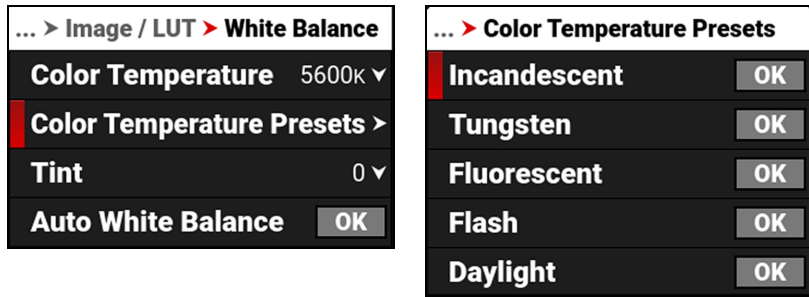 ... > Image / LUT > White Balance
Color Temperature 5600K
Color Temperature Presets >
Tint 0
Auto White Balance OK
... > Color Temperature Presets
Incandescent OK
Tungsten OK
Fluorescent OK
Flash OK
Daylight OK